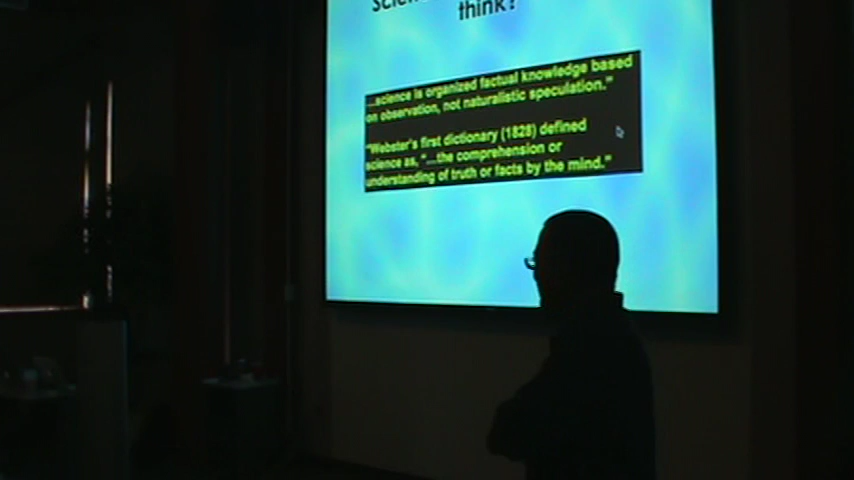 think?
...science is organized factual knowledge based
on observation, not naturalistic speculation."
"Webster's first dictionary (1828) defined
science as, "...the comprehension or
understanding of truth or facts by the mind."